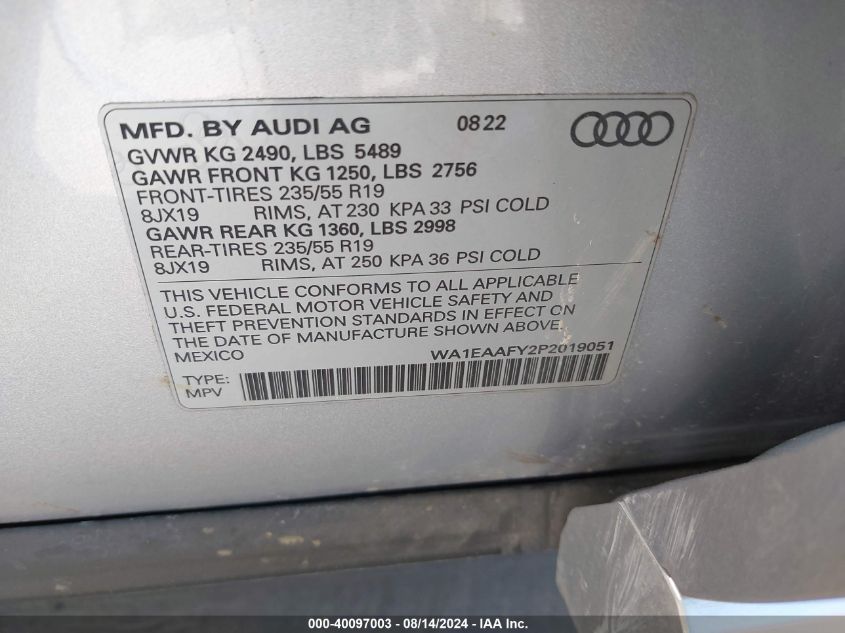 MFD. BY AUDI AG 08 22
GVWR KG 2490, LBS 5489
GAWR FRONT KG 1250, LBS 2756
FRONT-TIRES 235/55 R19
8JX19 RIMS, AT 230 KPA 33 PSI COLD
GAWR REAR KG 1360, LBS 2998
REAR-TIRES 235/55 R19
8JX19 RIMS, AT 250 KPA 36 PSI COLD
THIS VEHICLE CONFORMS TO ALL APPLICABLE
U.S. FEDERAL MOTOR VEHICLE SAFETY AND
THEFT PREVENTION STANDARDS IN EFFECT ON
THE DATE OF MANUFACTURE SHOWN ABOVE.
MEXICO WA1EAAFY2P2019051
TYPE:
MPV
000-40097003 - 08/14/2024 - IAA Inc.